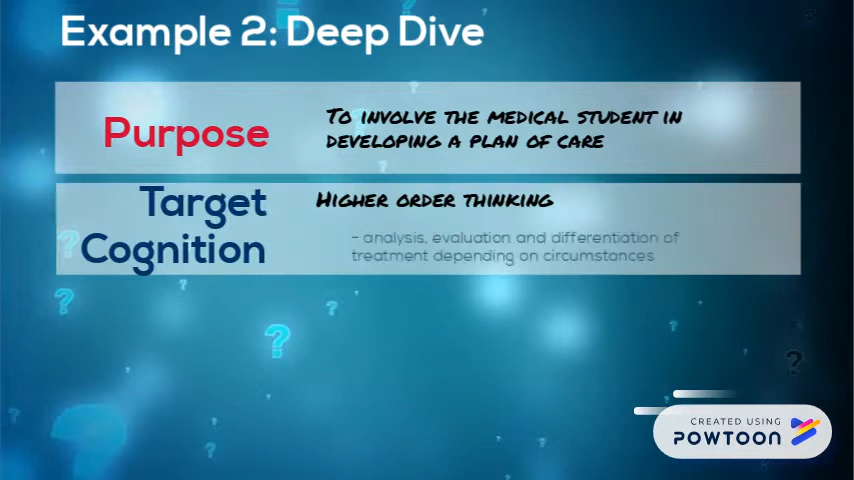 Example 2: Deep Dive
Purpose
To involve the medical student in
developing a plan of care
Target
Cognition
Higher order thinking
- analysis, evaluation and differentiation of
treatment depending on circumstances
CREATED USING
POWTOON